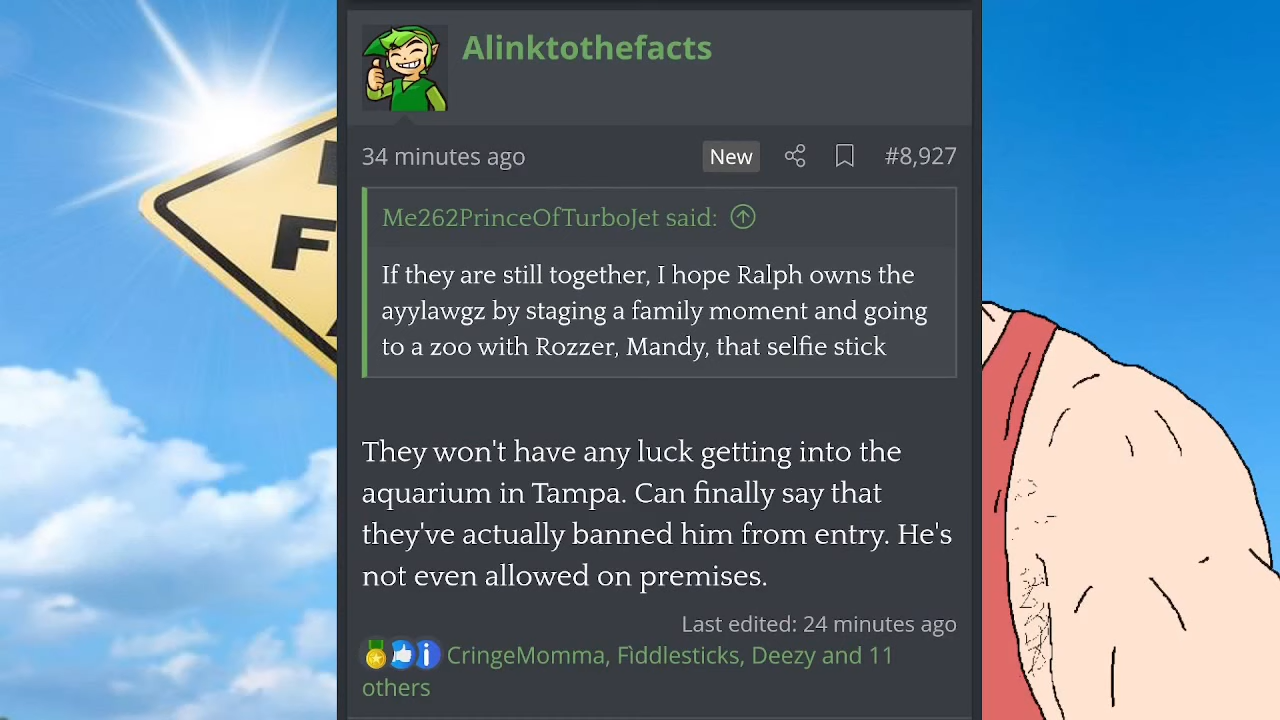 Alinktothefacts
34 minutes ago
New
#8,927
Me262PrinceOfTurboJet said:
If they are still together, I hope Ralph owns the
ayylawgz by staging a family moment and going
to a zoo with Rozzer, Mandy, that selfie stick
They won't have any luck getting into the
aquarium in Tampa. Can finally say that
they've actually banned him from entry. He's
not even allowed on premises.
Last edited: 24 minutes ago
CringeMomma, Fiddlesticks, Deezy and 11
others